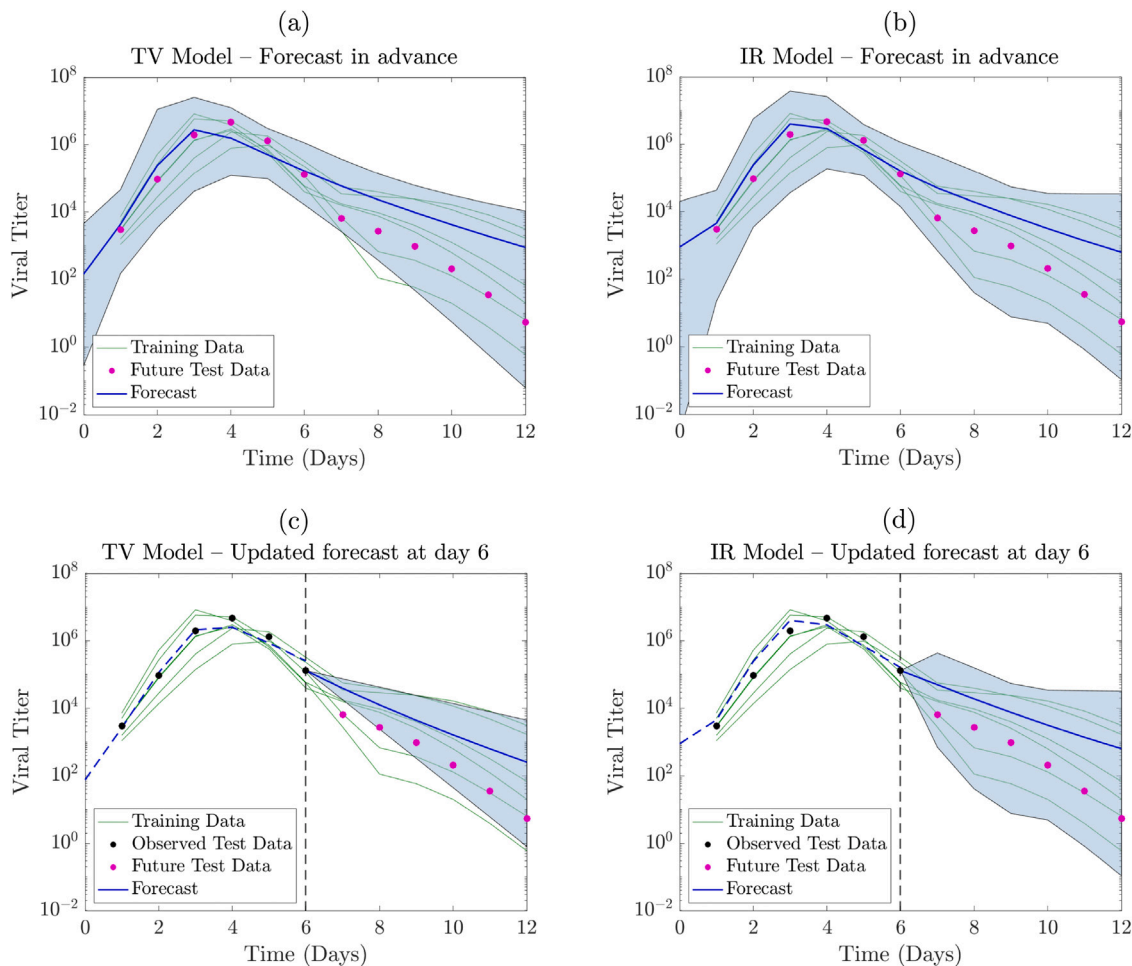 (a)
TV Model – Forecast in advance
10^8
10^6
10^4
10^2
10^0
10^-2
Viral Titer
Training Data
Future Test Data
Forecast
0 2 4 6 8 10 12
Time (Days)
(b)
IR Model – Forecast in advance
10^8
10^6
10^4
10^2
10^0
10^-2
Viral Titer
Training Data
Future Test Data
Forecast
0 2 4 6 8 10 12
Time (Days)
(c)
TV Model – Updated forecast at day 6
10^8
10^6
10^4
10^2
10^0
10^-2
Viral Titer
Training Data
Observed Test Data
Future Test Data
Forecast
0 2 4 6 8 10 12
Time (Days)
(d)
IR Model – Updated forecast at day 6
10^8
10^6
10^4
10^2
10^0
10^-2
Viral Titer
Training Data
Observed Test Data
Future Test Data
Forecast
0 2 4 6 8 10 12
Time (Days)